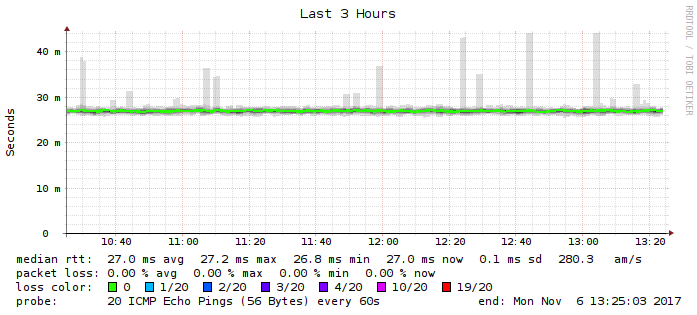 Last 3 Hours
RRDTOOL / TOBI OETIKER
Seconds
40 m
30 m
20 m
10 m
0
10:40 11:00 11:20 11:40 12:00 12:20 12:40 13:00 13:20
median rtt: 27.0 ms avg 27.2 ms max 26.8 ms min 27.0 ms now 0.1 ms sd 280.3 am/s
packet loss: 0.00 % avg 0.00 % max 0.00 % min 0.00 % now
loss color: 0 1/20 2/20 3/20 4/20 10/20 19/20
probe: 20 ICMP Echo Pings (56 Bytes) every 60s end: Mon Nov 6 13:25:03 2017